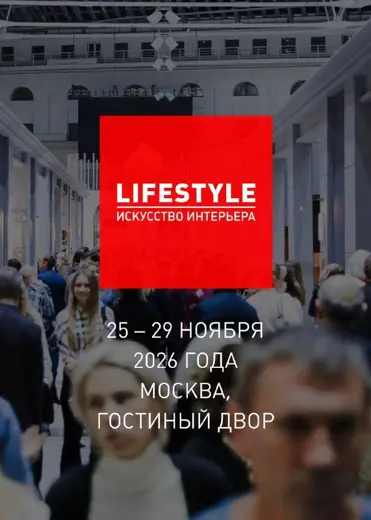 LIFESTYLE
ИСКУССТВО ИНТЕРЬЕРА
25 – 29 НОЯБРЯ
2026 ГОДА
МОСКВА,
ГОСТИНЫЙ ДВОР